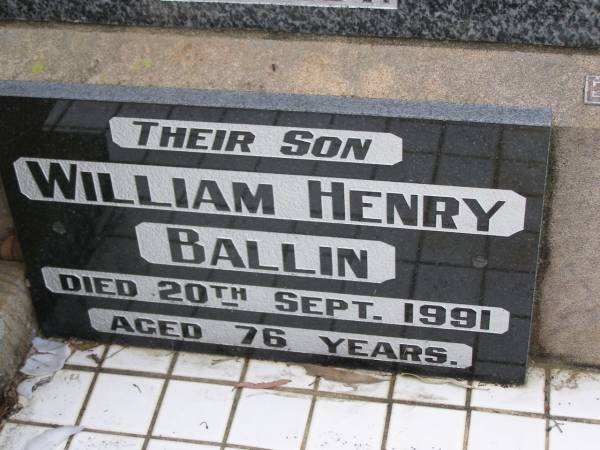 THEIR SON
WILLIAM HENRY
BALLIN
DIED 20TH SEPT. 1991
AGED 76 YEARS.